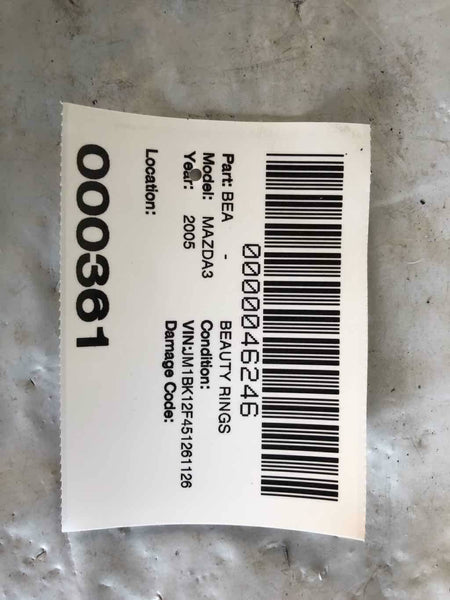 0000046246
Part: BEA - BEAUTY RINGS
Model: MAZDA3 Condition:
Year: 2005 VIN:JM1BK12F451261126
Damage Code:
Location:
000361